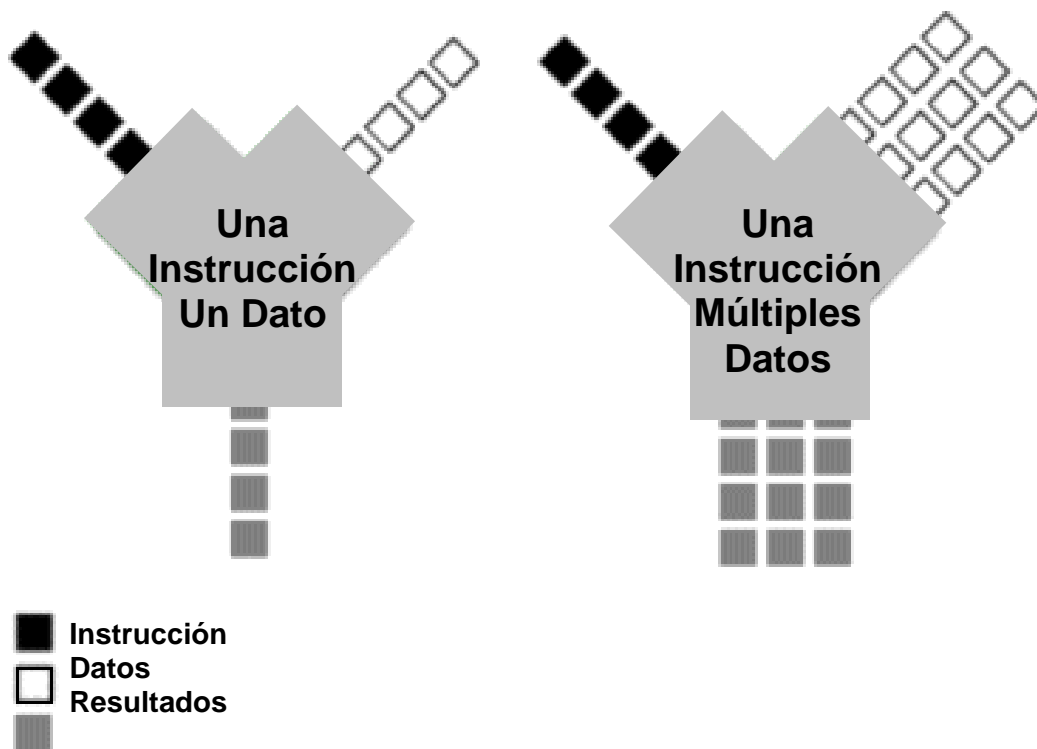 Una
Instrucción
Un Dato
Una
Instrucción
Múltiples
Datos
Instrucción
Datos
Resultados